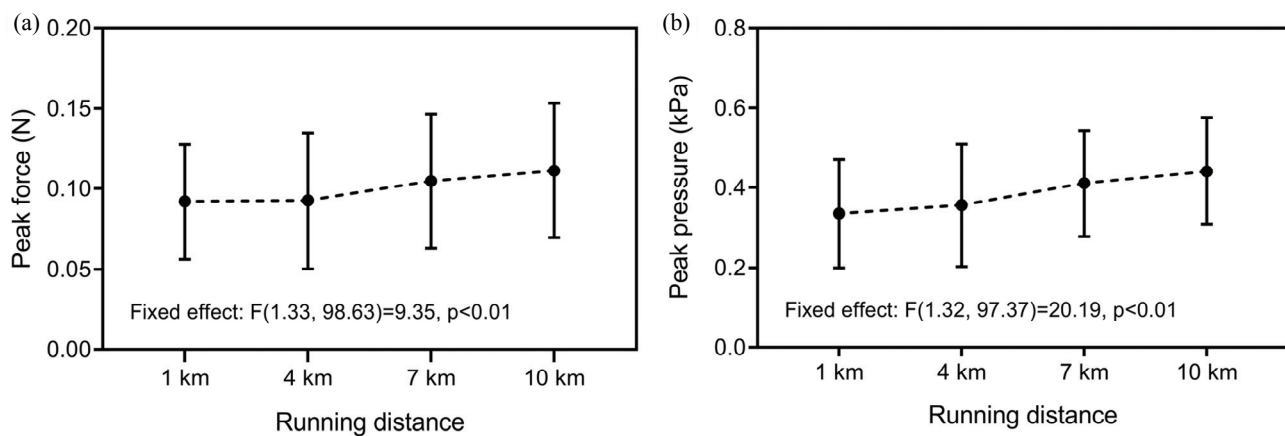 (a)
Peak force (N)
0.20
0.15
0.10
0.05
0.00
Fixed effect: F(1.33, 98.63)=9.35, p<0.01
1 km 4 km 7 km 10 km
Running distance
(b)
Peak pressure (kPa)
0.8
0.6
0.4
0.2
0.0
Fixed effect: F(1.32, 97.37)=20.19, p<0.01
1 km 4 km 7 km 10 km
Running distance